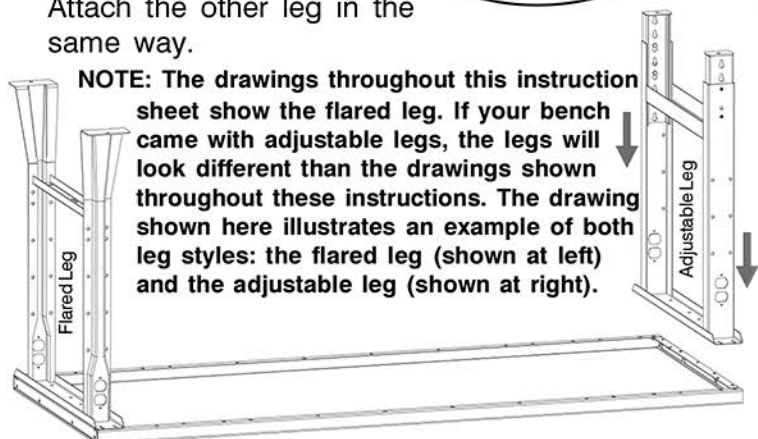 Attach the other leg in the
same way.
NOTE: The drawings throughout this instruction
sheet show the flared leg. If your bench
came with adjustable legs, the legs will
look different than the drawings shown
throughout these instructions. The drawing
shown here illustrates an example of both
leg styles: the flared leg (shown at left)
and the adjustable leg (shown at right).
Flared Leg
Adjustable Leg